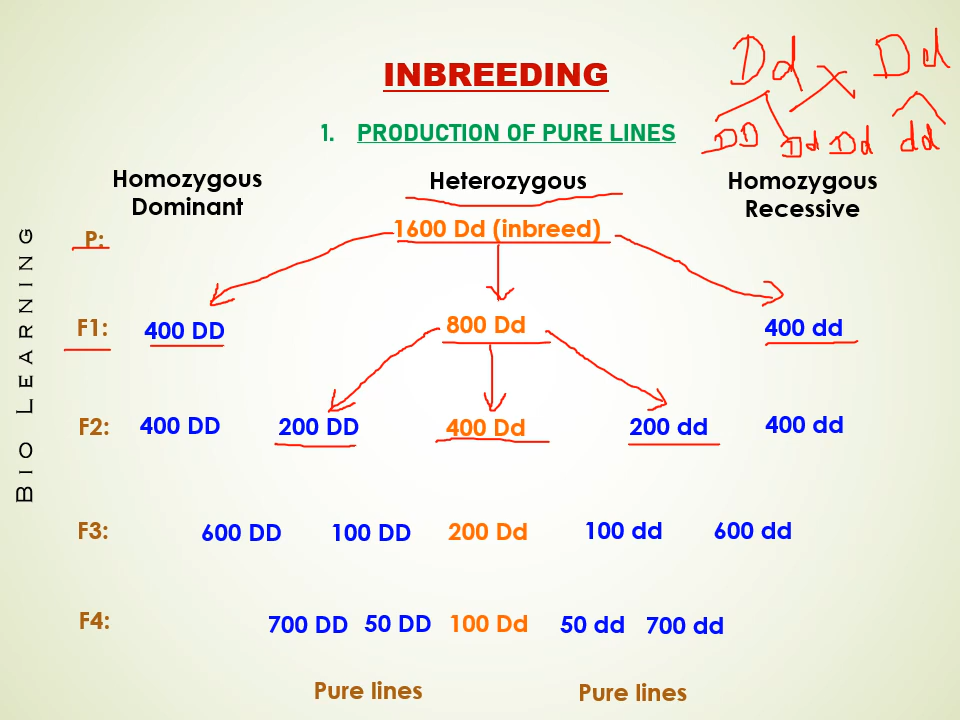 INBREEDING
Dd x Dd
DD Dd Dd dd
1. PRODUCTION OF PURE LINES
Homozygous Dominant
Heterozygous
Homozygous Recessive
P: 1600 Dd (inbreed)
F1: 400 DD 800 Dd 400 dd
F2: 400 DD 200 DD 400 Dd 200 dd 400 dd
F3: 600 DD 100 DD 200 Dd 100 dd 600 dd
F4: 700 DD 50 DD 100 Dd 50 dd 700 dd
Pure lines Pure lines
BIO LEARNING